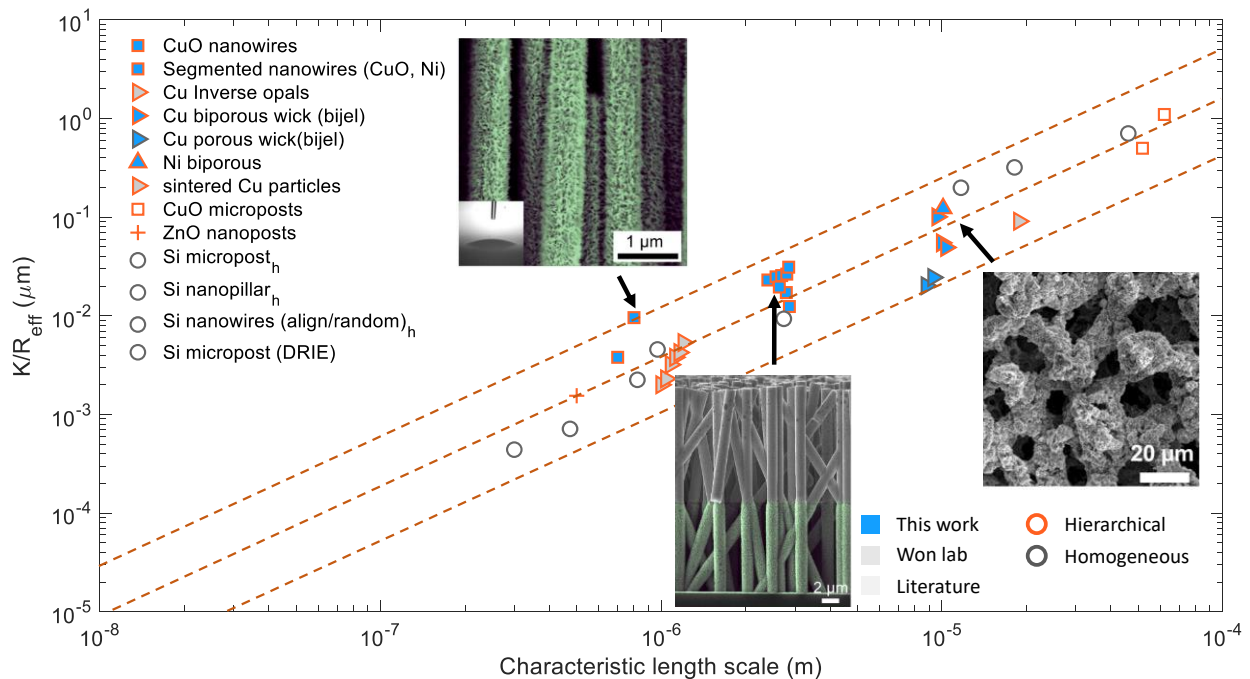 10^1
10^0
10^-1
10^-2
10^-3
10^-4
10^-5
K/R_eff (μm)
CuO nanowires
Segmented nanowires (CuO, Ni)
Cu Inverse opals
Cu biporous wick (bijel)
Cu porous wick(bijel)
Ni biporous
sintered Cu particles
CuO microposts
ZnO nanoposts
Si micropost_h
Si nanopillar_h
Si nanowires (align/random)_h
Si micropost (DRIE)
1 μm
20 μm
2 μm
This work
Won lab
Literature
Hierarchical
Homogeneous
10^-8
10^-7
10^-6
10^-5
10^-4
Characteristic length scale (m)